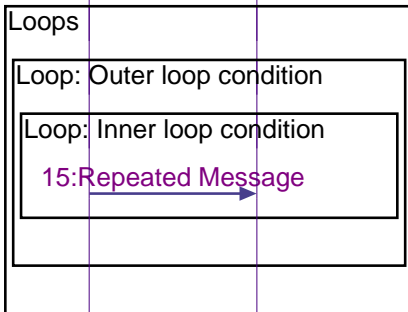 Loops
Loop: Outer loop condition
Loop: Inner loop condition
15:Repeated Message